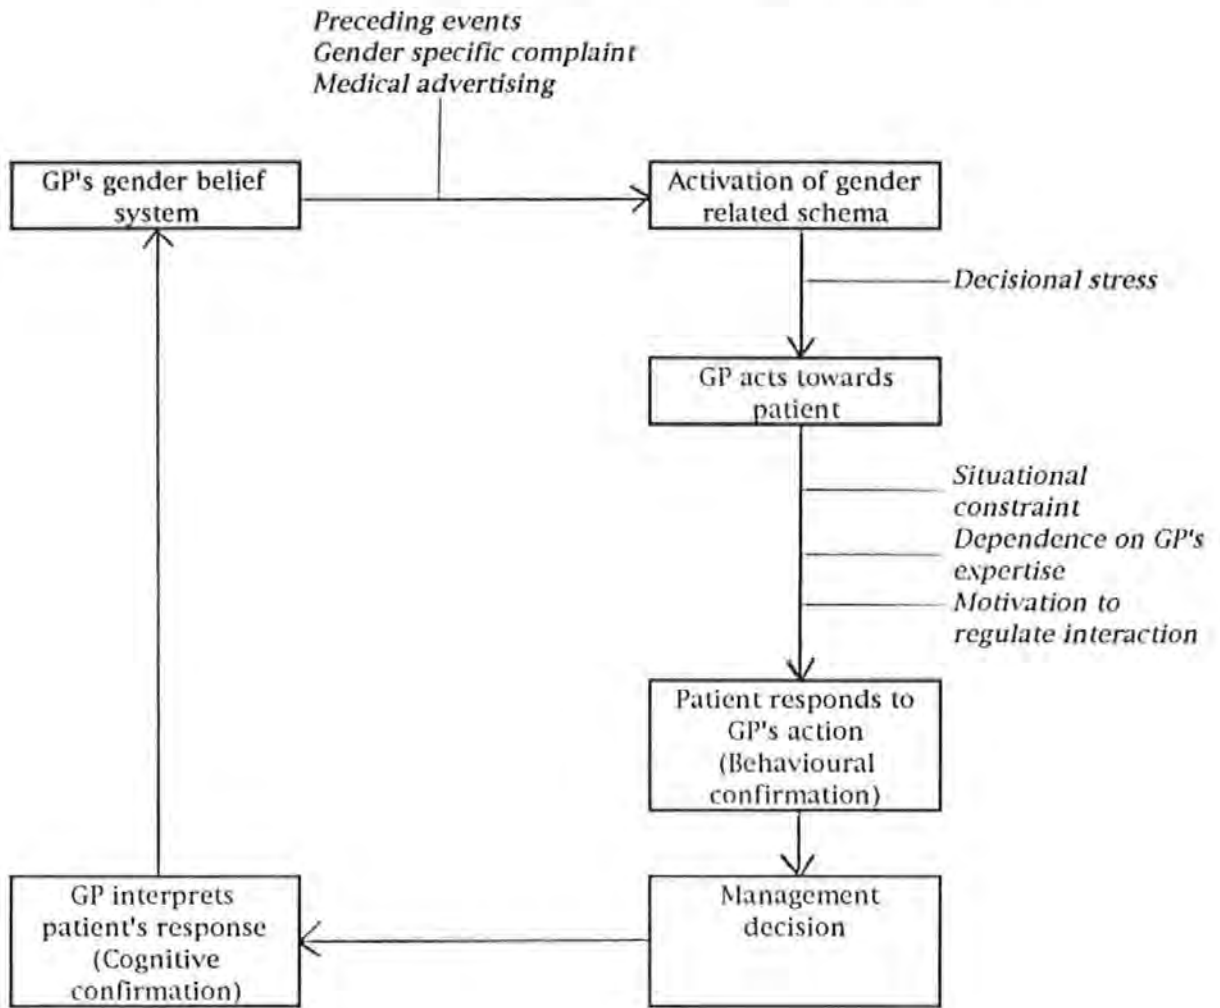 Preceding events
Gender specific complaint
Medical advertising
GP's gender belief
system
Activation of gender
related schema
Decisional stress
GP acts towards
patient
Situational
constraint
Dependence on GP's
expertise
Motivation to
regulate interaction
Patient responds to
GP's action
(Behavioural
confirmation)
GP interprets
patient's response
(Cognitive
confirmation)
Management
decision